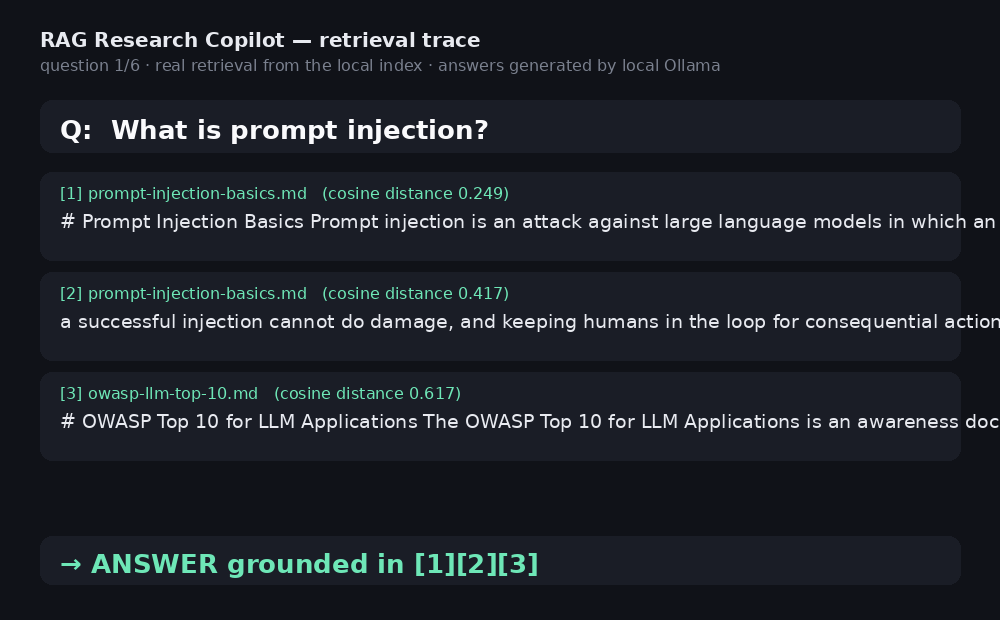 RAG Research Copilot — retrieval trace
question 1/6 · real retrieval from the local index · answers generated by local Ollama
Q: What is prompt injection?
[1] prompt-injection-basics.md (cosine distance 0.249)
# Prompt Injection Basics Prompt injection is an attack against large language models in which an
[2] prompt-injection-basics.md (cosine distance 0.417)
a successful injection cannot do damage, and keeping humans in the loop for consequential action
[3] owasp-llm-top-10.md (cosine distance 0.617)
# OWASP Top 10 for LLM Applications The OWASP Top 10 for LLM Applications is an awareness doc
→ ANSWER grounded in [1][2][3]